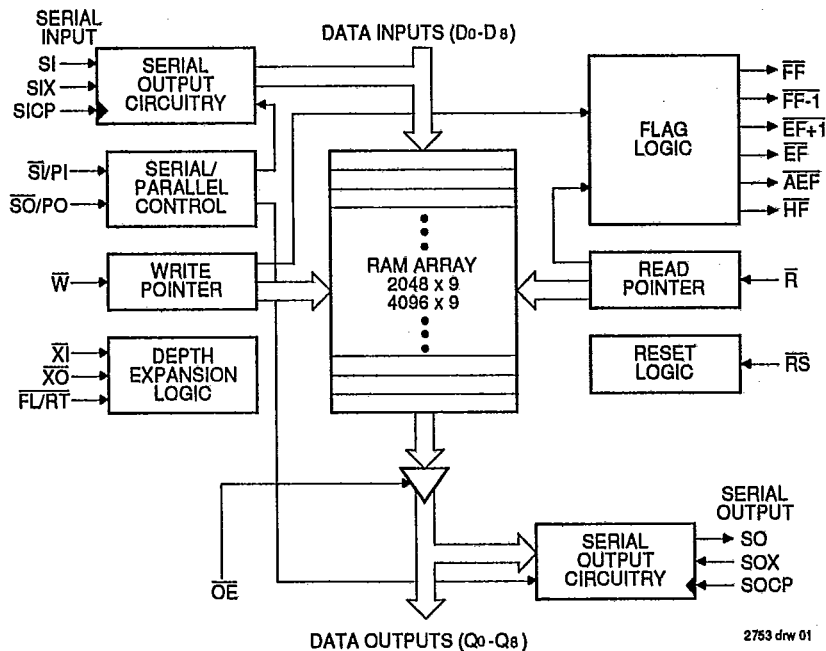 SERIAL
INPUT
SI
SIX
SICP
SERIAL
OUTPUT
CIRCUITRY
DATA INPUTS (D0-D8)
FLAG
LOGIC
FF
FF-1
EF+1
EF
AEF
HF
SI/PI
SO/PO
SERIAL/
PARALLEL
CONTROL
W
WRITE
POINTER
RAM ARRAY
2048 x 9
4096 x 9
READ
POINTER
R
XI
XO
FL/RT
DEPTH
EXPANSION
LOGIC
RESET
LOGIC
RS
OE
SERIAL
OUTPUT
CIRCUITRY
SERIAL
OUTPUT
SO
SOX
SOCP
DATA OUTPUTS (Q0-Q8)
2753 drw 01